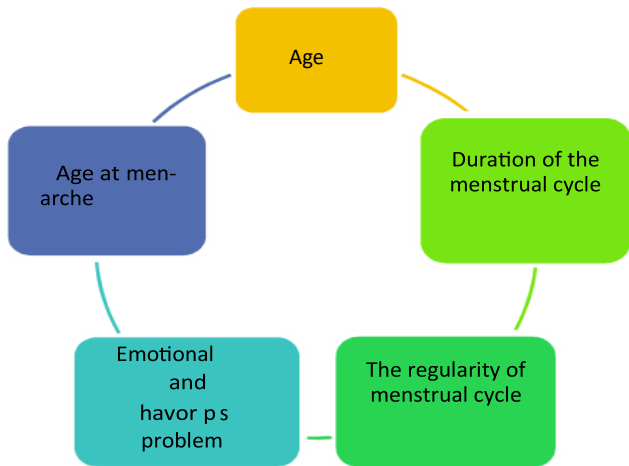 Age
Duration of the
menstrual cycle
The regularity of
menstrual cycle
Emotional
and
havor p s
problem
Age at men-
arche